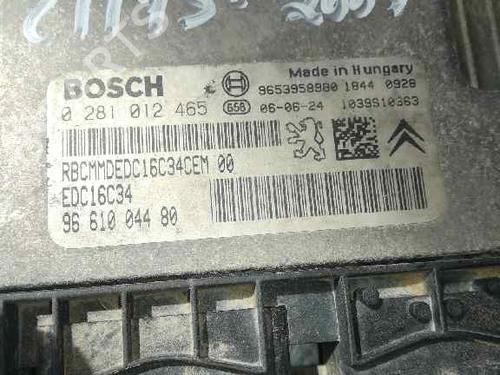 BOSCH
Made in Hungary
9653958980 1844 0928
0 281 012 465 658 06-06-24 1039S10363
RBCMMDEDC16C34CEM 00
EDC16C34
96 610 044 80